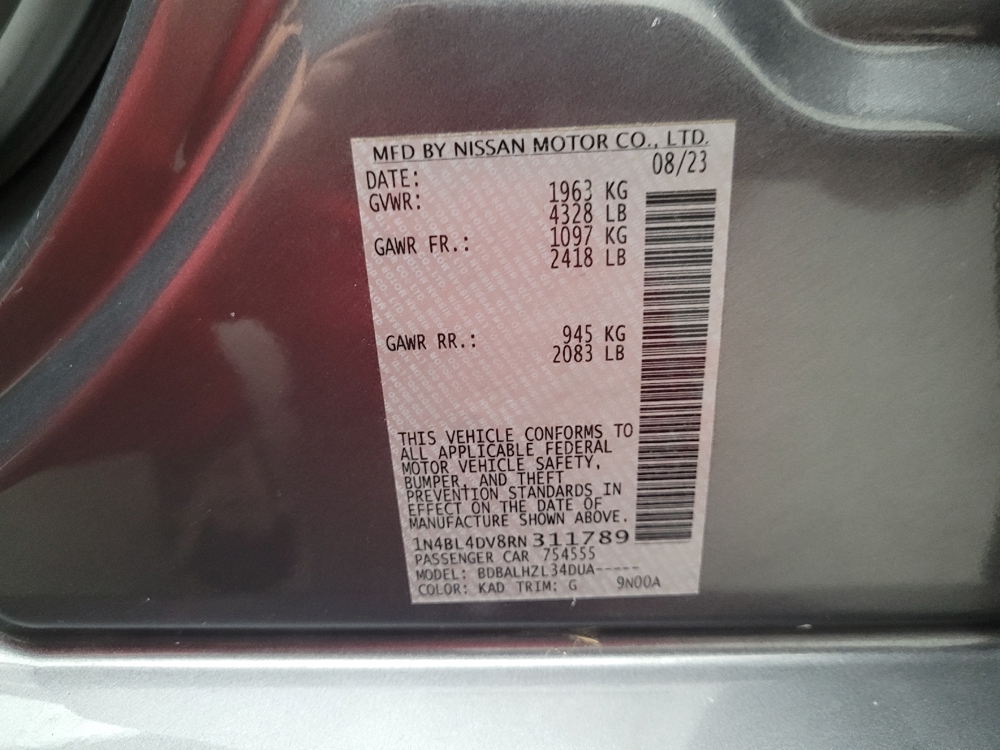 MFD BY NISSAN MOTOR CO., LTD.
DATE: 08/23
GVWR: 1963 KG
4328 LB
GAWR FR.: 1097 KG
2418 LB
GAWR RR.: 945 KG
2083 LB
THIS VEHICLE CONFORMS TO
ALL APPLICABLE FEDERAL
MOTOR VEHICLE SAFETY,
BUMPER, AND THEFT
PREVENTION STANDARDS IN
EFFECT ON THE DATE OF
MANUFACTURE SHOWN ABOVE.
1N4BL4DV8RN 311789
PASSENGER CAR 754555
MODEL: BDBALHZL34DUA-----
COLOR: KAD TRIM: G 9N00A